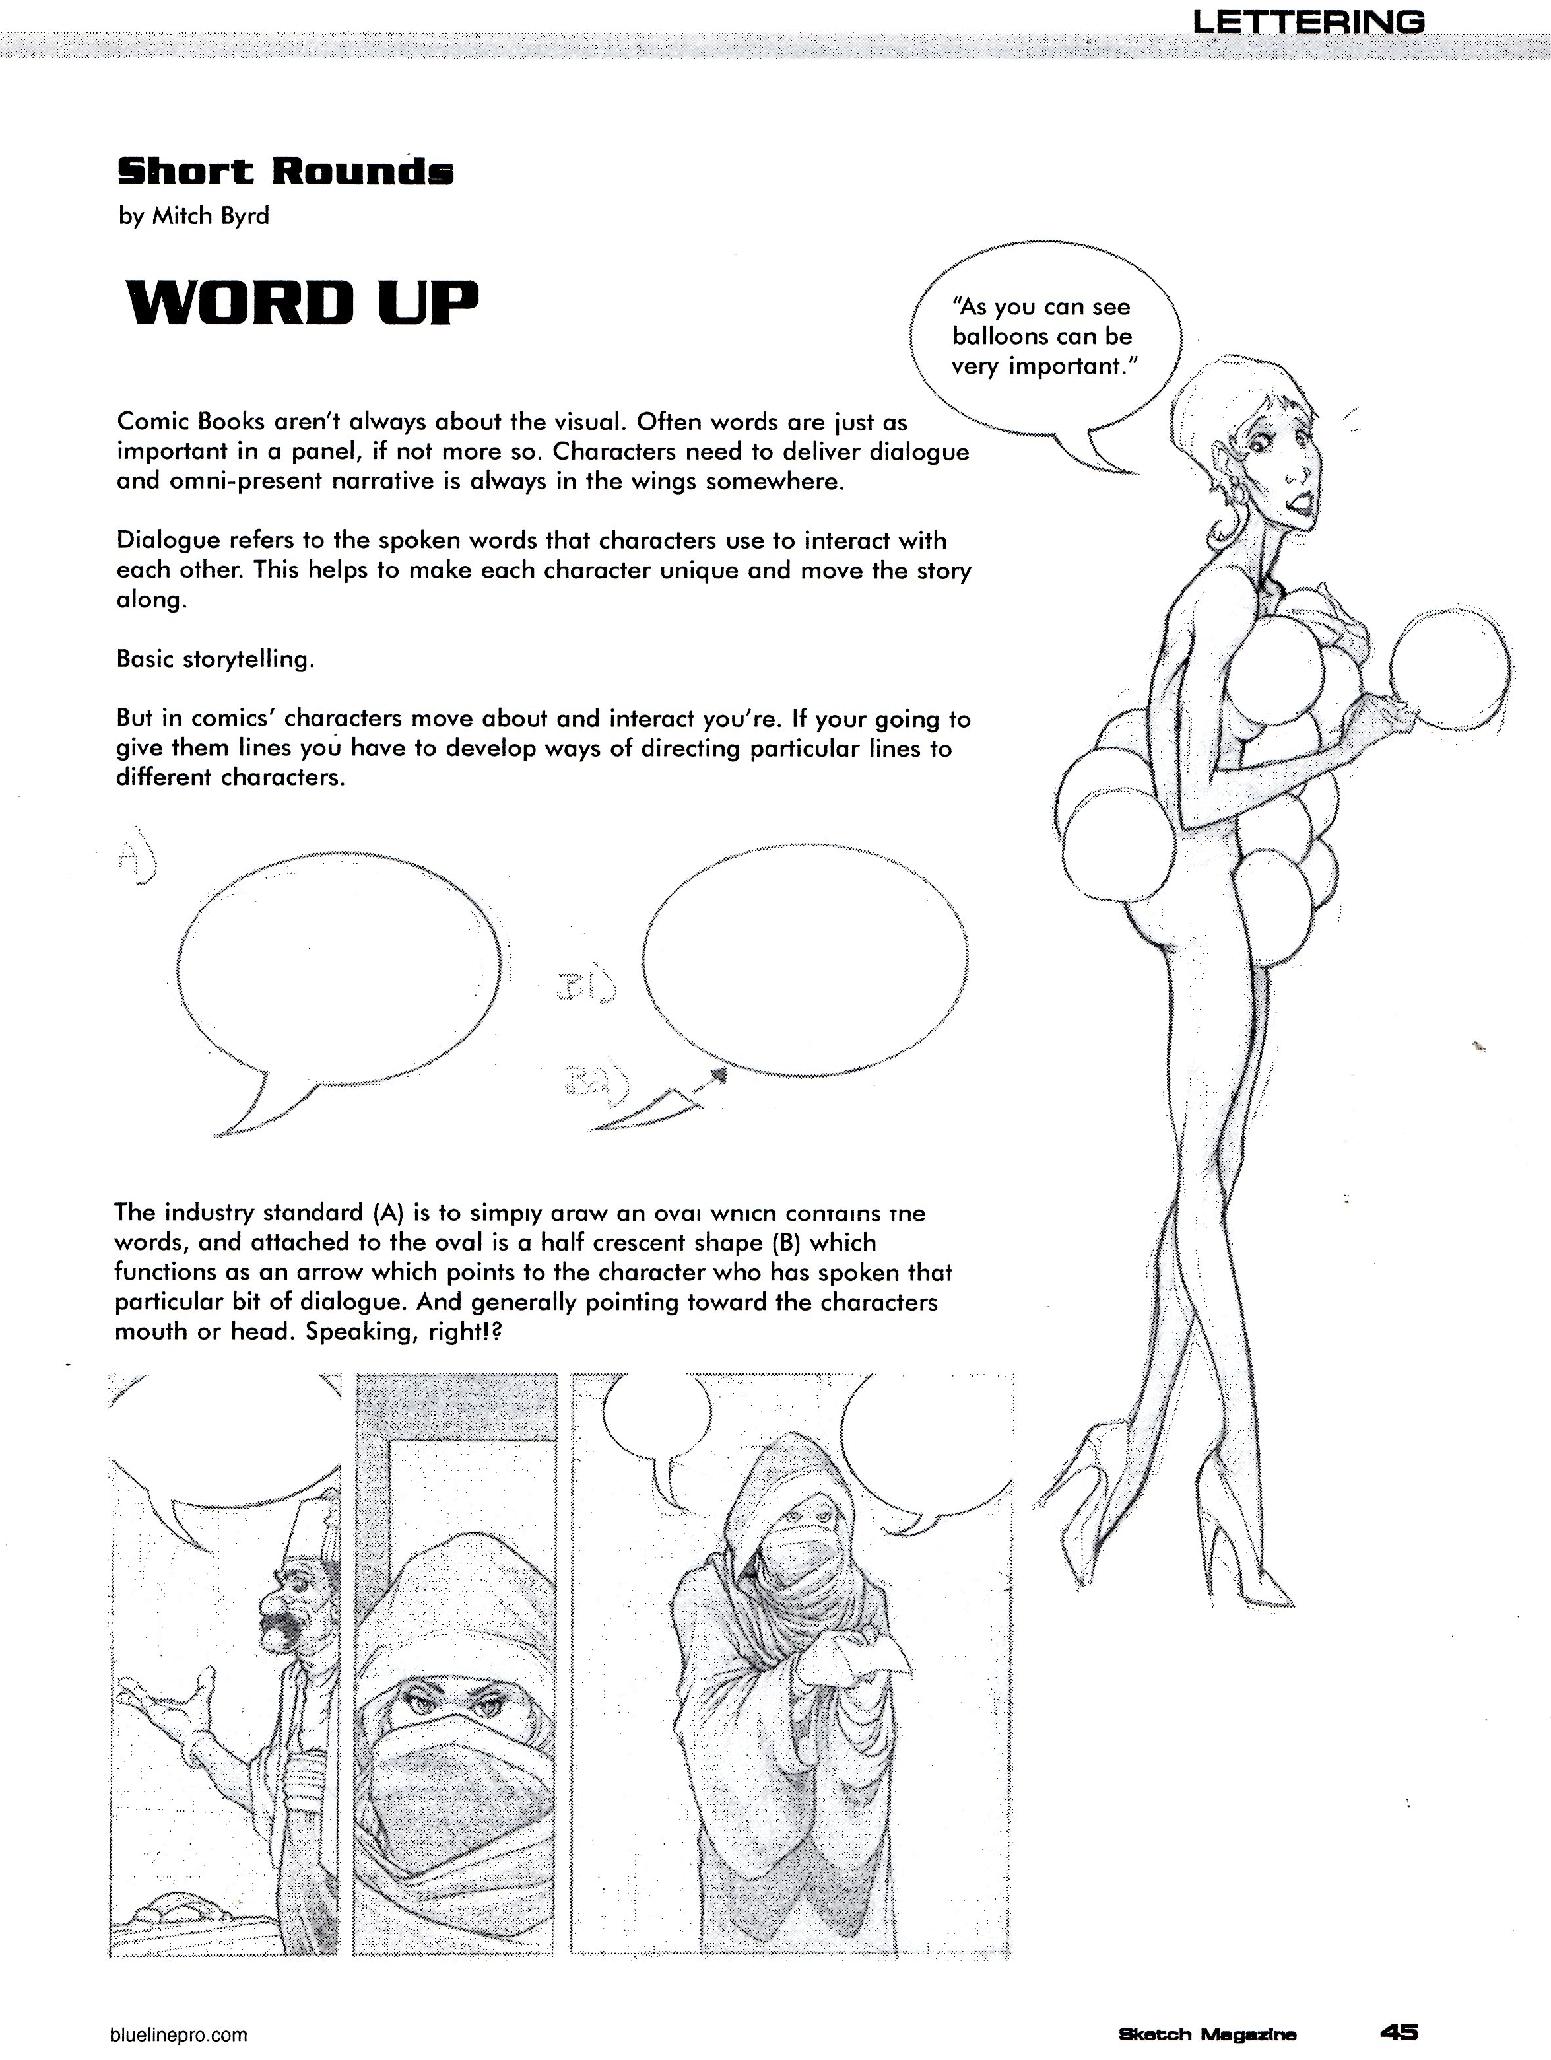 LETTERING
Short Rounds
by Mitch Byrd
WORD UP
"As you can see
balloons can be
very important."
Comic Books aren't always about the visual. Often words are just as
important in a panel, if not more so. Characters need to deliver dialogue
and omni-present narrative is always in the wings somewhere.
Dialogue refers to the spoken words that characters use to interact with
each other. This helps to make each character unique and move the story
along.
Basic storytelling.
But in comics' characters move about and interact you're. If your going to
give them lines you have to develop ways of directing particular lines to
different characters.
A)
B1)
B2)
The industry standard (A) is to simply draw an oval which contains the
words, and attached to the oval is a half crescent shape (B) which
functions as an arrow which points to the character who has spoken that
particular bit of dialogue. And generally pointing toward the characters
mouth or head. Speaking, right!?
bluelinepro.com
Sketch Magazine
45